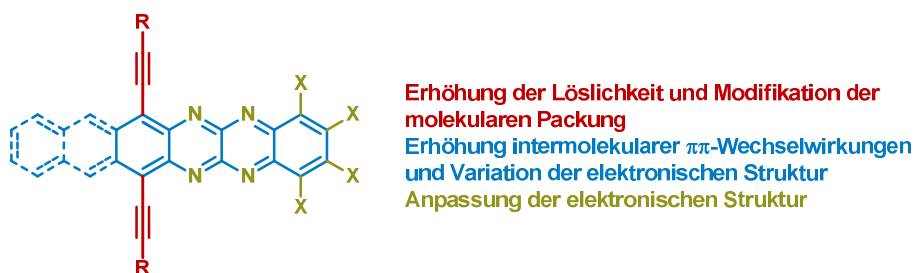 R
X
N
N
X
X
N
N
X
R
Erhöhung der Löslichkeit und Modifikation der
molekularen Packung
Erhöhung intermolekularer ππ-Wechselwirkungen
und Variation der elektronischen Struktur
Anpassung der elektronischen Struktur